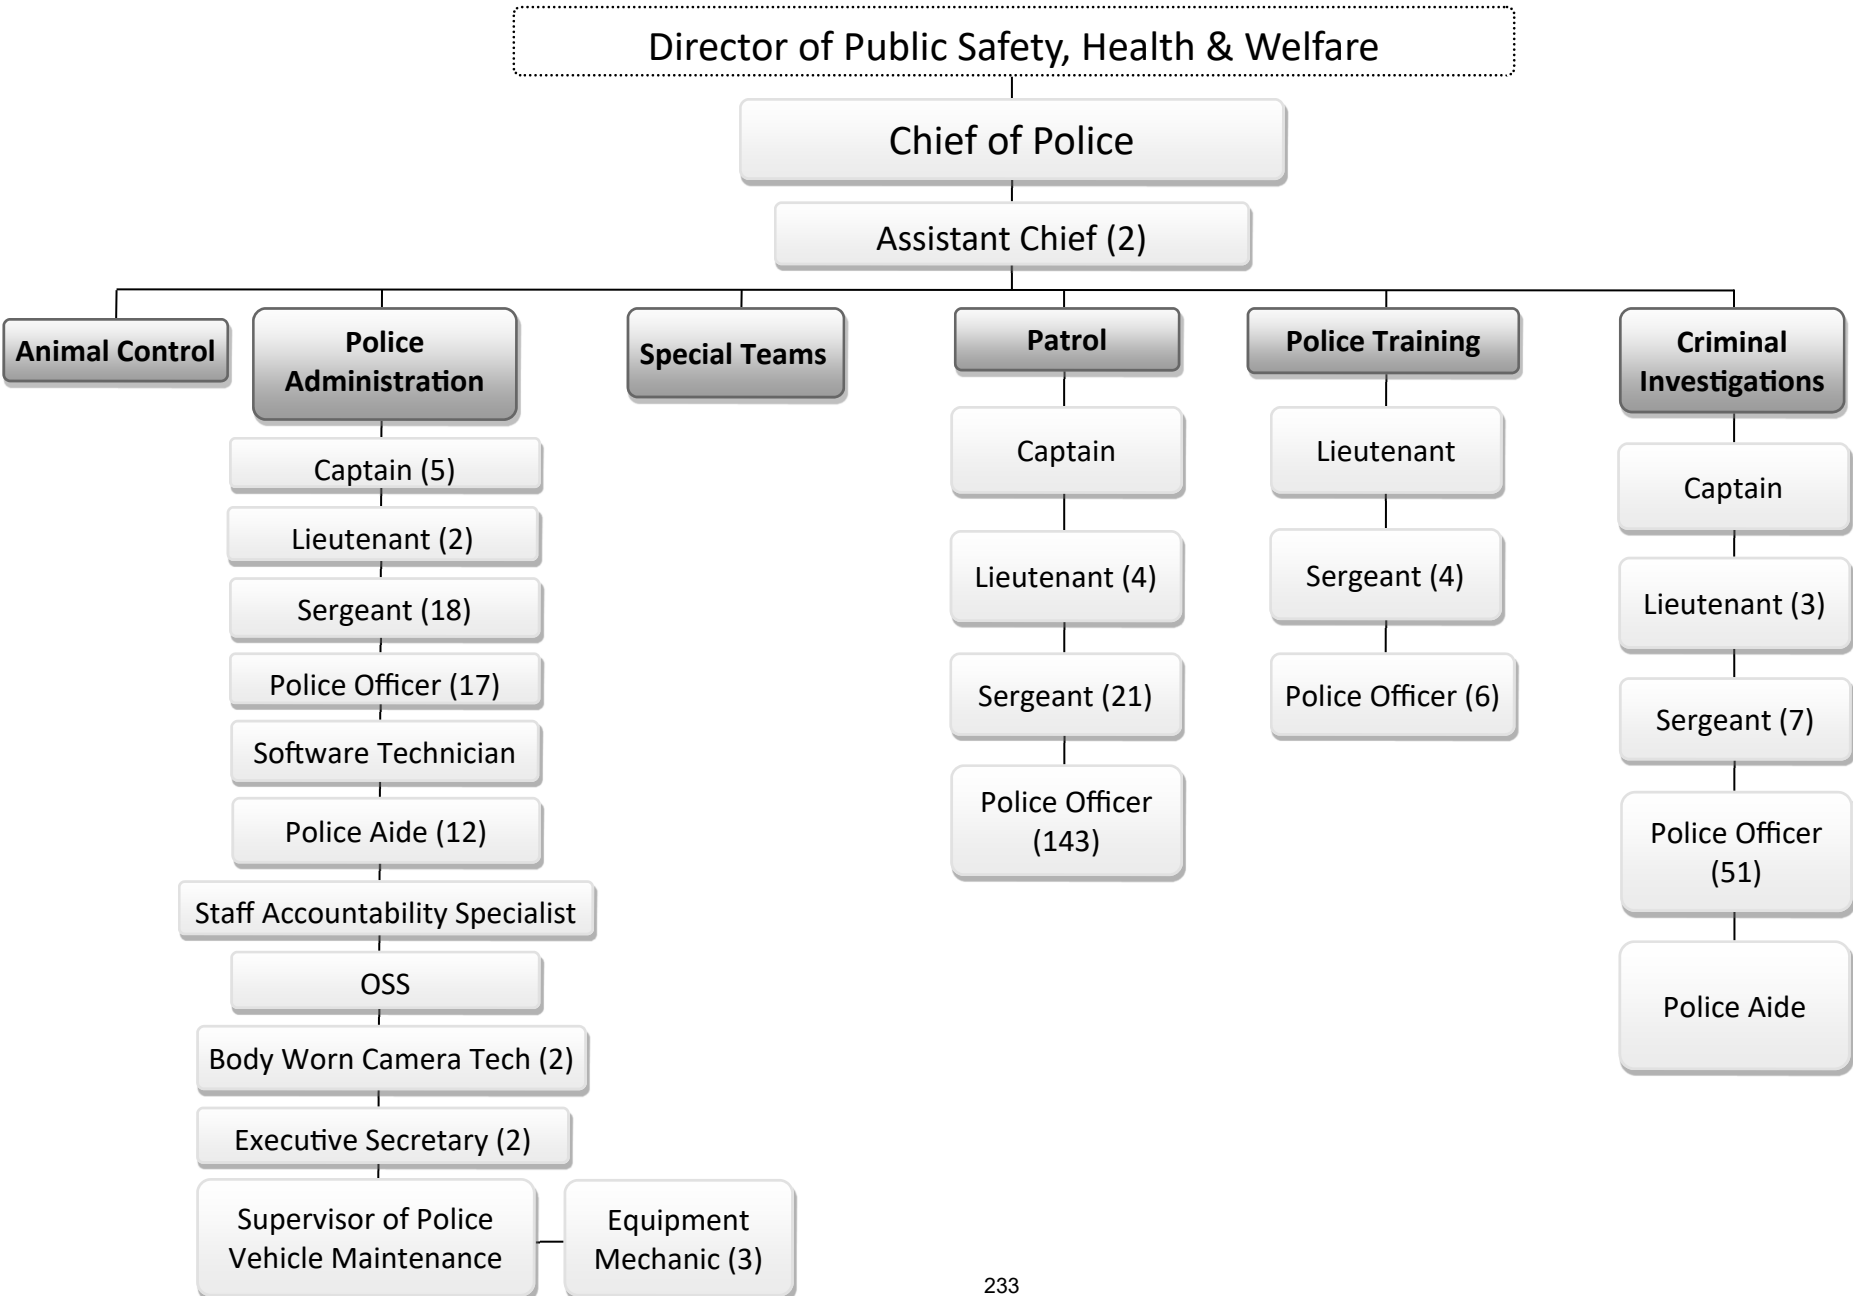 Director of Public Safety, Health & Welfare
Chief of Police
Assistant Chief (2)
Animal Control
Police
Administration
Captain (5)
Lieutenant (2)
Sergeant (18)
Police Officer (17)
Software Technician
Police Aide (12)
Staff Accountability Specialist
OSS
Body Worn Camera Tech (2)
Executive Secretary (2)
Supervisor of Police
Vehicle Maintenance
Equipment
Mechanic (3)
Special Teams
Patrol
Captain
Lieutenant (4)
Sergeant (21)
Police Officer
(143)
Police Training
Lieutenant
Sergeant (4)
Police Officer (6)
Criminal
Investigations
Captain
Lieutenant (3)
Sergeant (7)
Police Officer
(51)
Police Aide
233